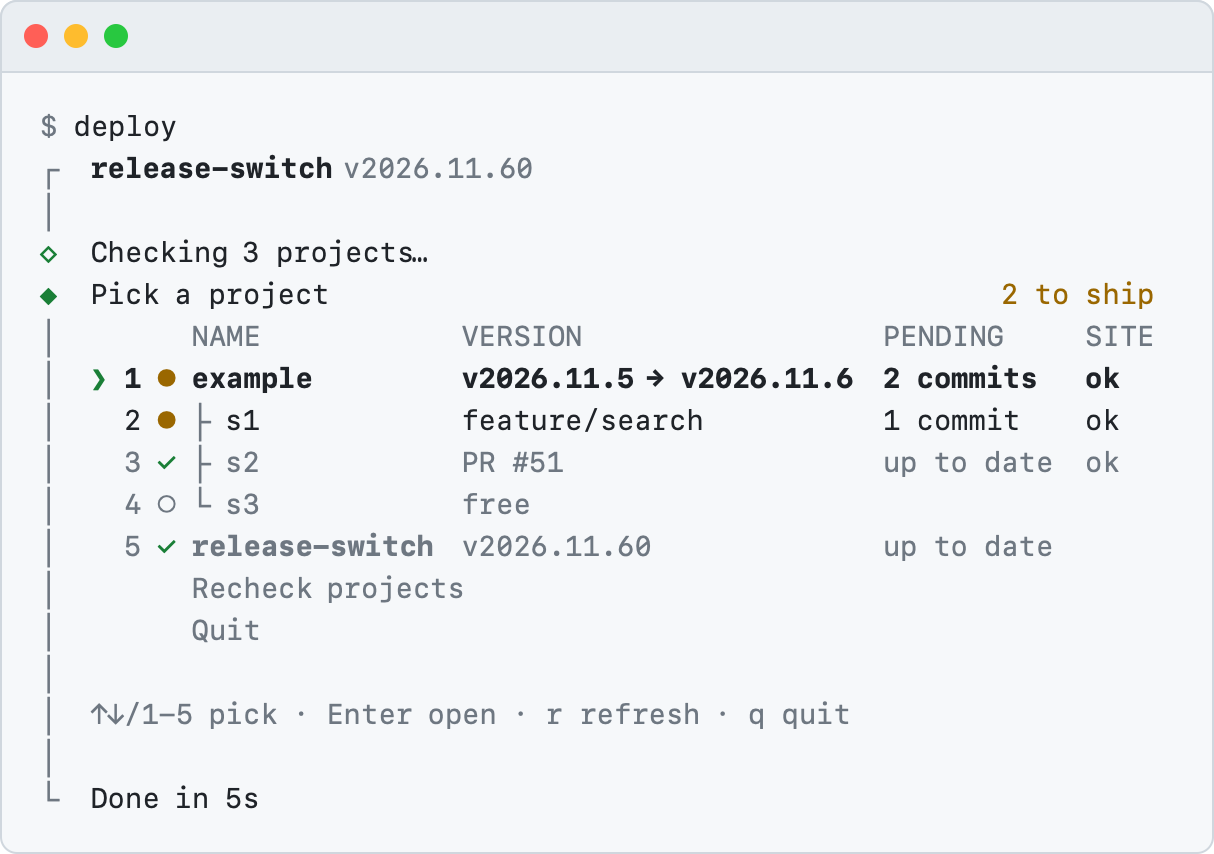 $ deploy
┌  release-switch v2026.11.60
│
◇  Checking 3 projects…
◆  Pick a project                                        2 to ship
│        NAME            VERSION                  PENDING     SITE
│  ❯ 1 ● example         v2026.11.5 → v2026.11.6  2 commits   ok
│    2 ● ├ s1            feature/search           1 commit    ok
│    3 ✓ ├ s2            PR #51                   up to date  ok
│    4 ○ └ s3            free
│    5 ✓ release-switch  v2026.11.60              up to date
│        Recheck projects
│        Quit
│
│  ↑↓/1-5 pick · Enter open · r refresh · q quit
│
└  Done in 5s